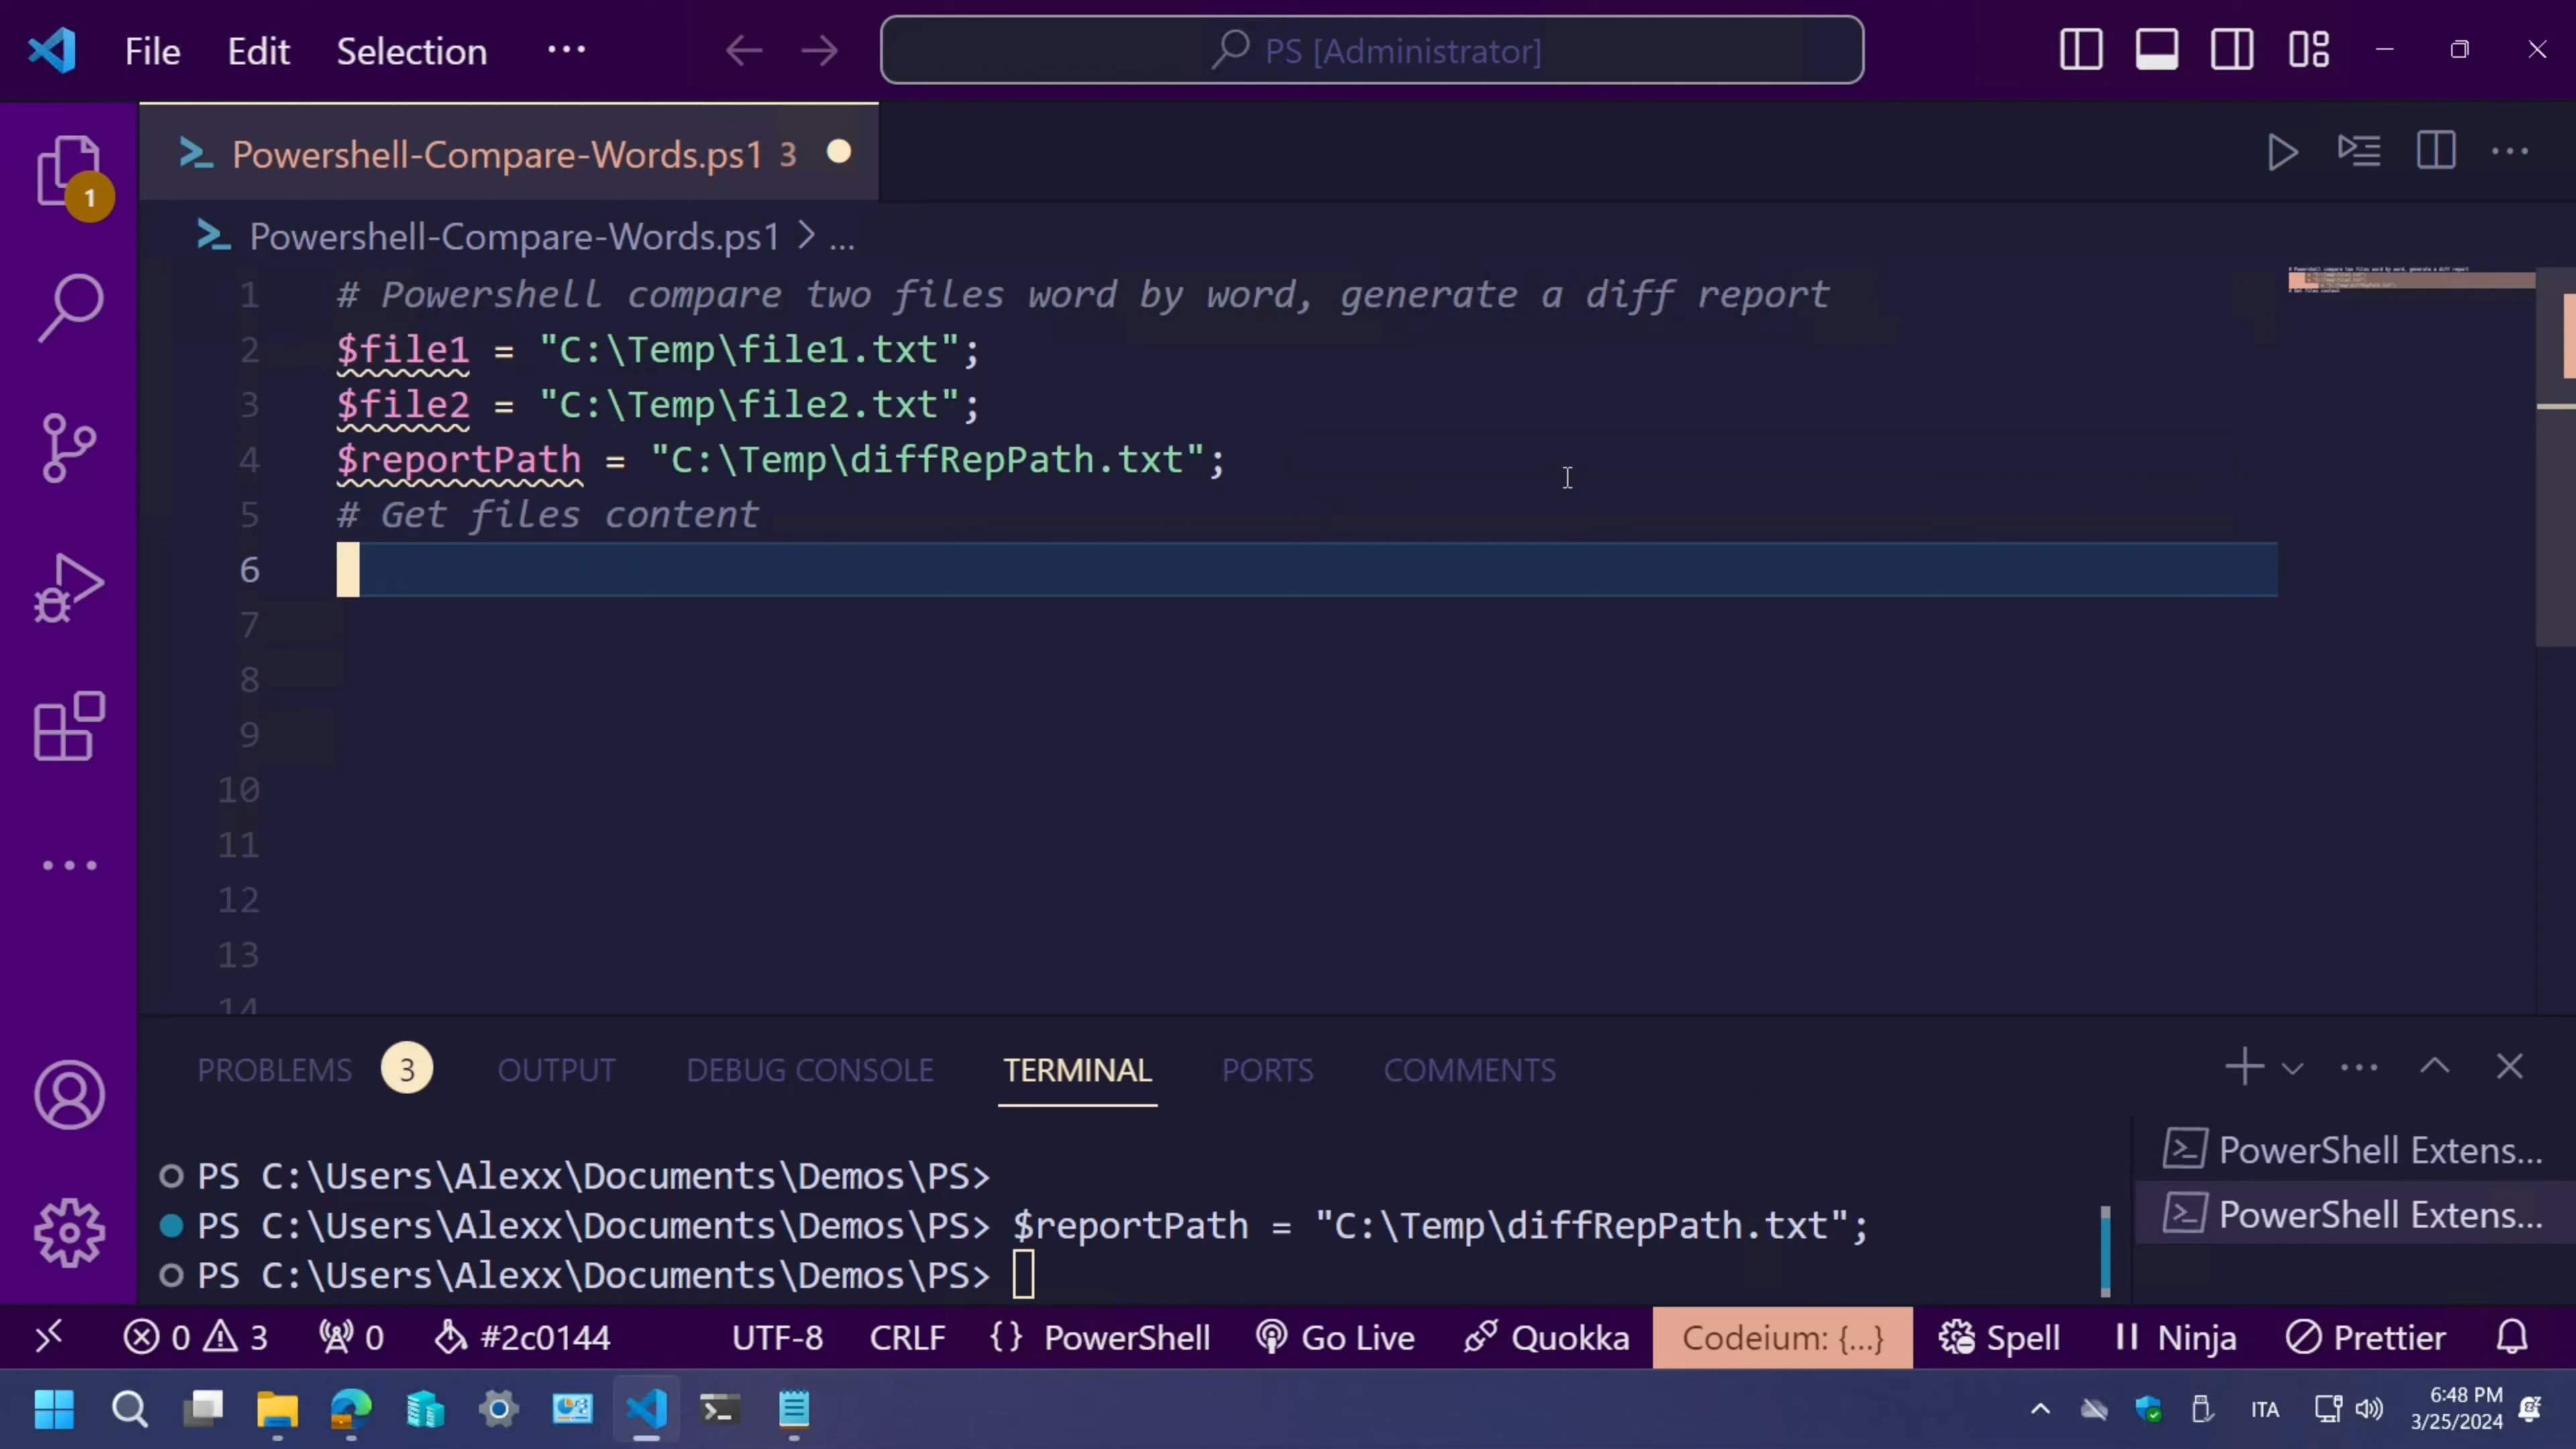 File Edit Selection ...
PS [Administrator]
Powershell-Compare-Words.ps1 3
1
Powershell-Compare-Words.ps1 > ...
1 # Powershell compare two files word by word, generate a diff report
2 $file1 = "C:\Temp\file1.txt";
3 $file2 = "C:\Temp\file2.txt";
4 $reportPath = "C:\Temp\diffRepPath.txt";
5 # Get files content
6
7
8
9
10
11
12
13
14
PROBLEMS 3 OUTPUT DEBUG CONSOLE TERMINAL PORTS COMMENTS
PS C:\Users\Alexx\Documents\Demos\PS>
PS C:\Users\Alexx\Documents\Demos\PS> $reportPath = "C:\Temp\diffRepPath.txt";
PS C:\Users\Alexx\Documents\Demos\PS>
PowerShell Extens...
PowerShell Extens...
0 3 0 #2c0144 UTF-8 CRLF {} PowerShell Go Live Quokka Codeium: {...} Spell Ninja Prettier
ITA
6:48 PM
3/25/2024